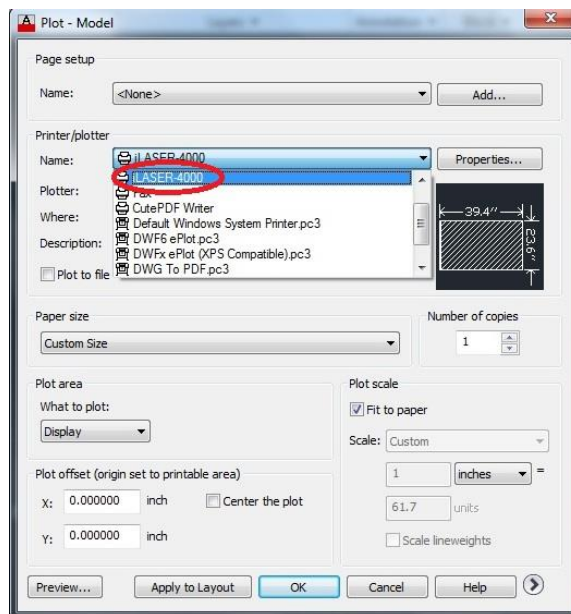 A Plot - Model
Page setup
Name: <None> Add...
Printer/plotter
Name: iLASER-4000 Properties...
iLASER-4000
Fax
Plotter: CutePDF Writer
Where: Default Windows System Printer.pc3
DWF6 ePlot.pc3
Description: DWFx ePlot (XPS Compatible).pc3
Plot to file DWG To PDF.pc3
39.4''
23.6''
Paper size Number of copies
Custom Size 1
Plot area Plot scale
What to plot: Fit to paper
Display Scale: Custom
1 inches =
Plot offset (origin set to printable area)
X: 0.000000 inch Center the plot 61.7 units
Y: 0.000000 inch Scale lineweights
Preview... Apply to Layout OK Cancel Help